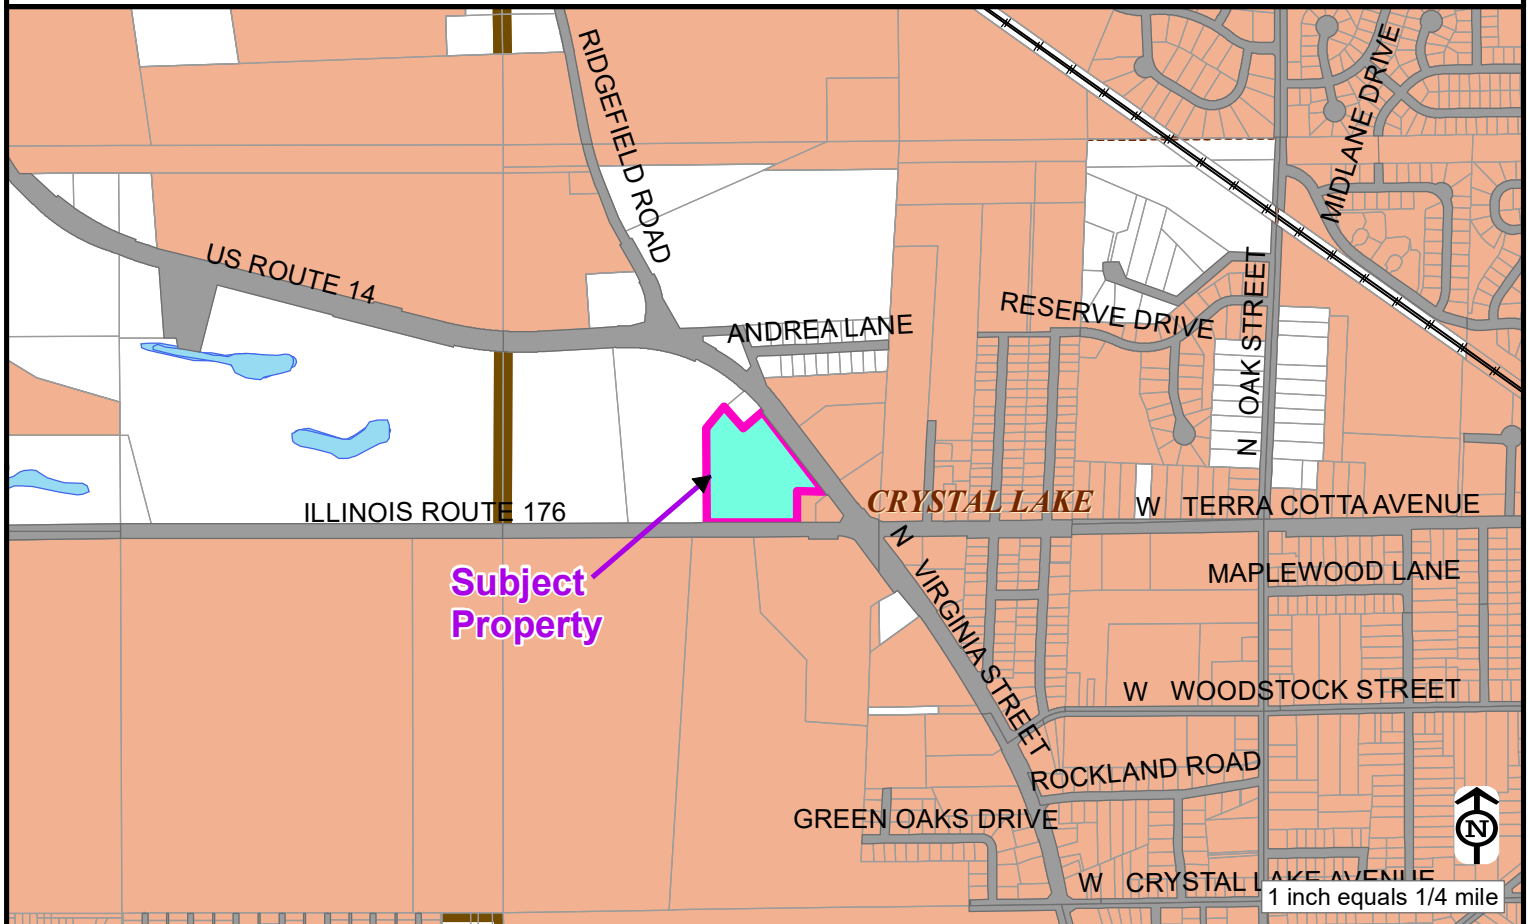 RIDGEFIELD ROAD
MIDLANE DRIVE
US ROUTE 14
ANDREA LANE
RESERVE DRIVE
N OAK STREET
ILLINOIS ROUTE 176
CRYSTAL LAKE
W TERRA COTTA AVENUE
Subject
Property
N VIRGINIA STREET
MAPLEWOOD LANE
W WOODSTOCK STREET
ROCKLAND ROAD
GREEN OAKS DRIVE
N
W CRYSTAL LAKE AVENUE
1 inch equals 1/4 mile